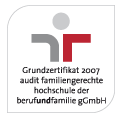 Grundzertifikat 2007
audit familiengerechte
hochschule der
berufundfamilie gGmbH